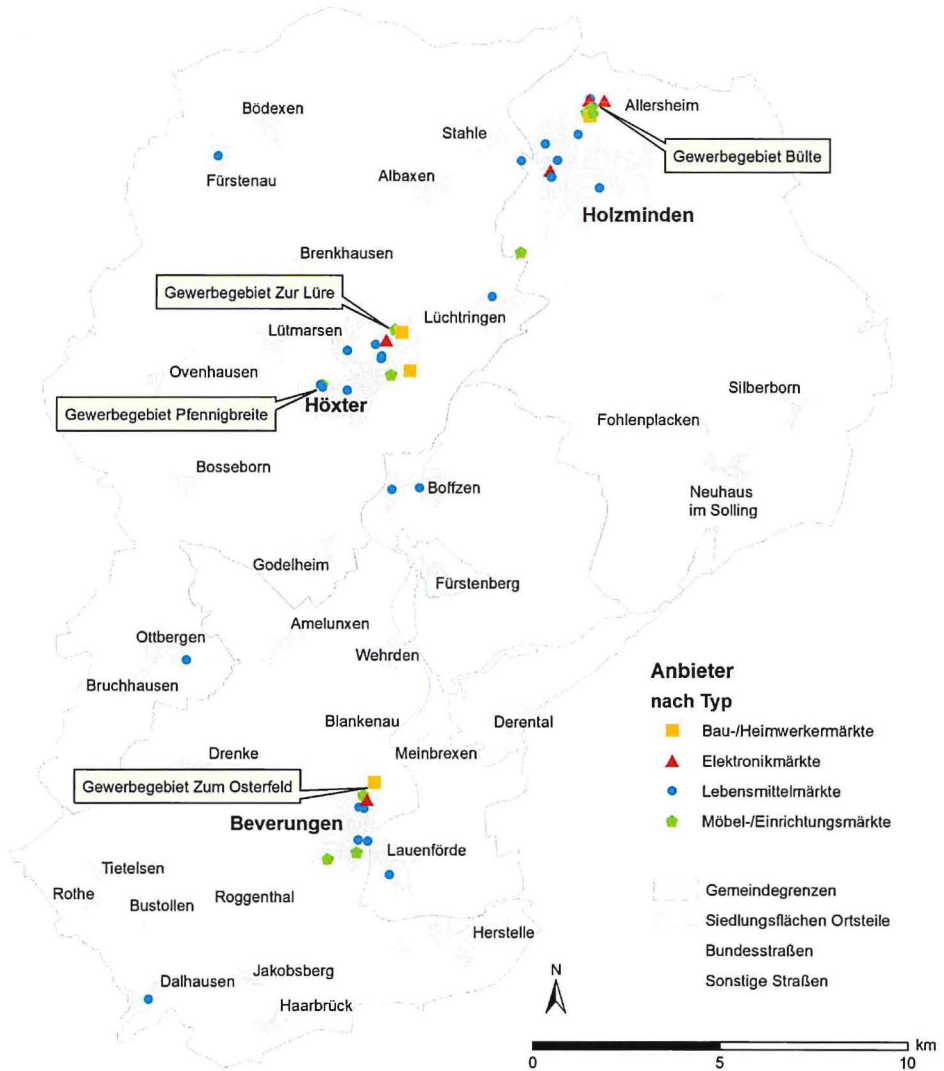 Bödexen
Allersheim
Stahle
Gewerbegebiet Bülte
Fürstenau
Albaxen
Holzminden
Brenkhausen
Gewerbegebiet Zur Lüre
Lüchtringen
Lütmarsen
Ovenhausen
Silberborn
Gewerbegebiet Pfennigbreite
Höxter
Fohlenplacken
Bosseborn
Boffzen
Neuhaus
im Solling
Godelheim
Fürstenberg
Amelunxen
Ottbergen
Wehrden
Bruchhausen
Anbieter
nach Typ
Blankenau
Derental
Bau-/Heimwerkermärkte
Drenke
Meinbrexen
Elektronikmärkte
Gewerbegebiet Zum Osterfeld
Lebensmittelmärkte
Beverungen
Möbel-/Einrichtungsmärkte
Lauenförde
Tietelsen
Rothe
Bustollen
Roggenthal
Gemeindegrenzen
Siedlungsflächen Ortsteile
Herstelle
Bundesstraßen
Sonstige Straßen
Dalhausen
Jakobsberg
Haarbrück
N
km
0
5
10